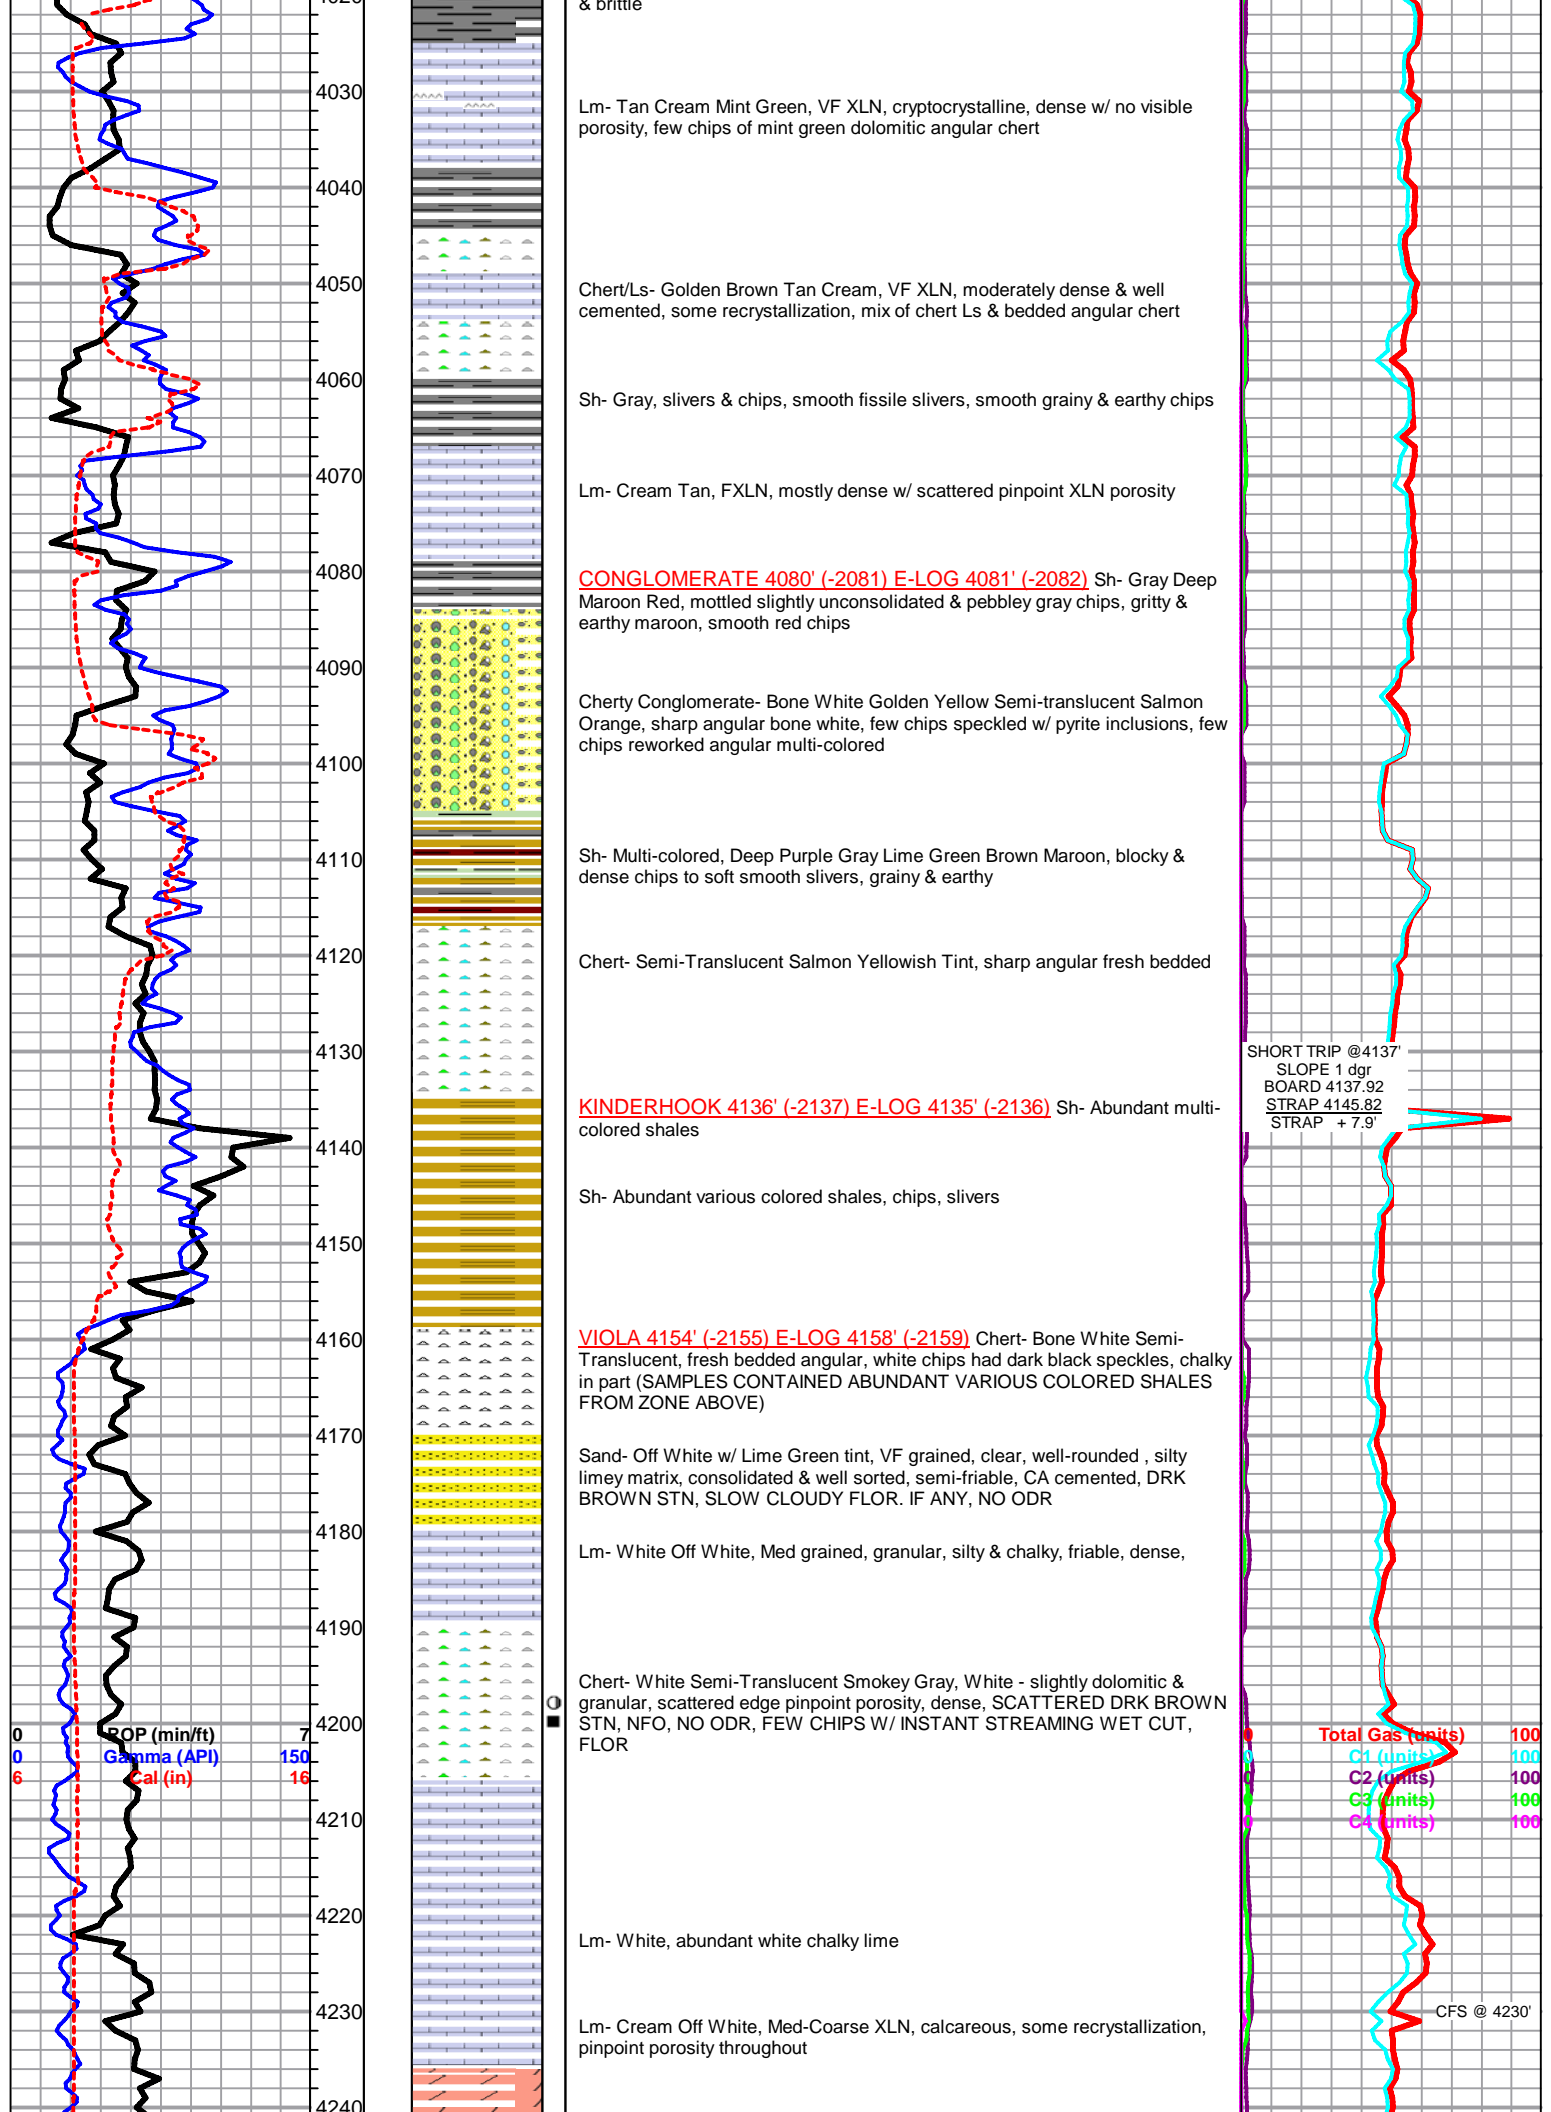 & brittle
4030
Lm- Tan Cream Mint Green, VF XLN, cryptocrystalline, dense w/ no visible
porosity, few chips of mint green dolomitic angular chert
4040
4050
Chert/Ls- Golden Brown Tan Cream, VF XLN, moderately dense & well
cemented, some recrystallization, mix of chert Ls & bedded angular chert
4060
Sh- Gray, slivers & chips, smooth fissile slivers, smooth grainy & earthy chips
4070
Lm- Cream Tan, FXLN, mostly dense w/ scattered pinpoint XLN porosity
4080
CONGLOMERATE 4080' (-2081) E-LOG 4081' (-2082) Sh- Gray Deep
Maroon Red, mottled slightly unconsolidated & pebbley gray chips, gritty &
earthy maroon, smooth red chips
4090
Cherty Conglomerate- Bone White Golden Yellow Semi-translucent Salmon
Orange, sharp angular bone white, few chips speckled w/ pyrite inclusions, few
chips reworked angular multi-colored
4100
4110
Sh- Multi-colored, Deep Purple Gray Lime Green Brown Maroon, blocky &
dense chips to soft smooth slivers, grainy & earthy
4120
Chert- Semi-Translucent Salmon Yellowish Tint, sharp angular fresh bedded
4130
SHORT TRIP @4137'
SLOPE 1 dgr
BOARD 4137.92
STRAP 4145.82
STRAP + 7.9'
KINDERHOOK 4136' (-2137) E-LOG 4135' (-2136) Sh- Abundant multi-
colored shales
4140
Sh- Abundant various colored shales, chips, slivers
4150
4160
VIOLA 4154' (-2155) E-LOG 4158' (-2159) Chert- Bone White Semi-
Translucent, fresh bedded angular, white chips had dark black speckles, chalky
in part (SAMPLES CONTAINED ABUNDANT VARIOUS COLORED SHALES
FROM ZONE ABOVE)
4170
Sand- Off White w/ Lime Green tint, VF grained, clear, well-rounded , silty
limey matrix, consolidated & well sorted, semi-friable, CA cemented, DRK
BROWN STN, SLOW CLOUDY FLOR. IF ANY, NO ODR
4180
Lm- White Off White, Med grained, granular, silty & chalky, friable, dense,
4190
Chert- White Semi-Translucent Smokey Gray, White - slightly dolomitic &
granular, scattered edge pinpoint porosity, dense, SCATTERED DRK BROWN
STN, NFO, NO ODR, FEW CHIPS W/ INSTANT STREAMING WET CUT,
FLOR
4200
0 ROP (min/ft) 7
0 Gamma (API) 150
6 Cal (in) 16
0 Total Gas (units) 100
0 C1 (units) 100
0 C2 (units) 100
0 C3 (units) 100
0 C4 (units) 100
4210
4220
Lm- White, abundant white chalky lime
4230
CFS @ 4230'
Lm- Cream Off White, Med-Coarse XLN, calcareous, some recrystallization,
pinpoint porosity throughout
4240